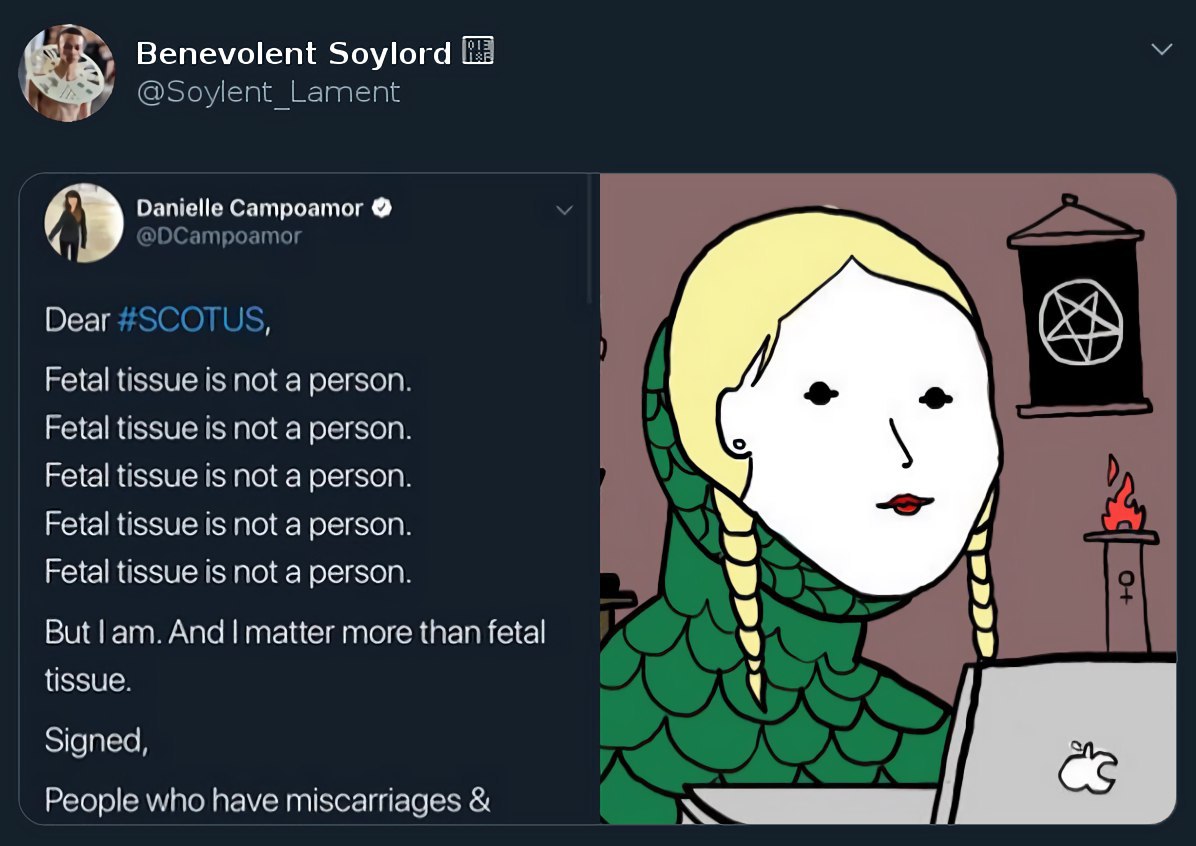 Benevolent Soylord
@Soylent_Lament
Danielle Campoamor
@DCampoamor
Dear #SCOTUS,
Fetal tissue is not a person.
Fetal tissue is not a person.
Fetal tissue is not a person.
Fetal tissue is not a person.
Fetal tissue is not a person.
But I am. And I matter more than fetal
tissue.
Signed,
People who have miscarriages &